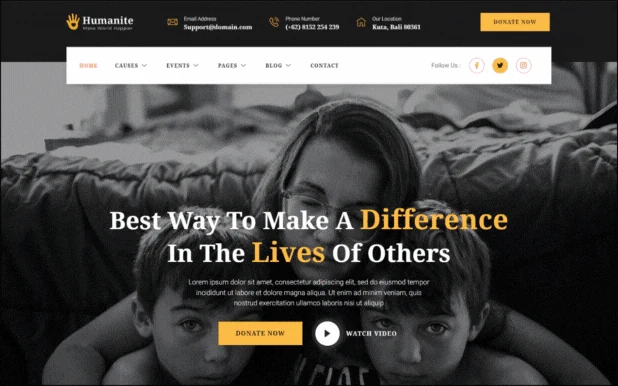 Humanite
Email Address
Support@domain.com
Phone Number
(+62) 8152 254 239
Our Location
Kuta, Bali 80361
DONATE NOW
HOME CAUSES EVENTS PAGES BLOG CONTACT
Follow Us :
Best Way To Make A Difference
In The Lives Of Others
Lorem ipsum dolor sit amet, consectetur adipiscing elit, sed do eiusmod tempor
incididunt ut labore et dolore magna aliqua. Ut enim ad minim veniam, quis
nostrud exercitation ullamco laboris nisi ut aliquip
DONATE NOW
WATCH VIDEO